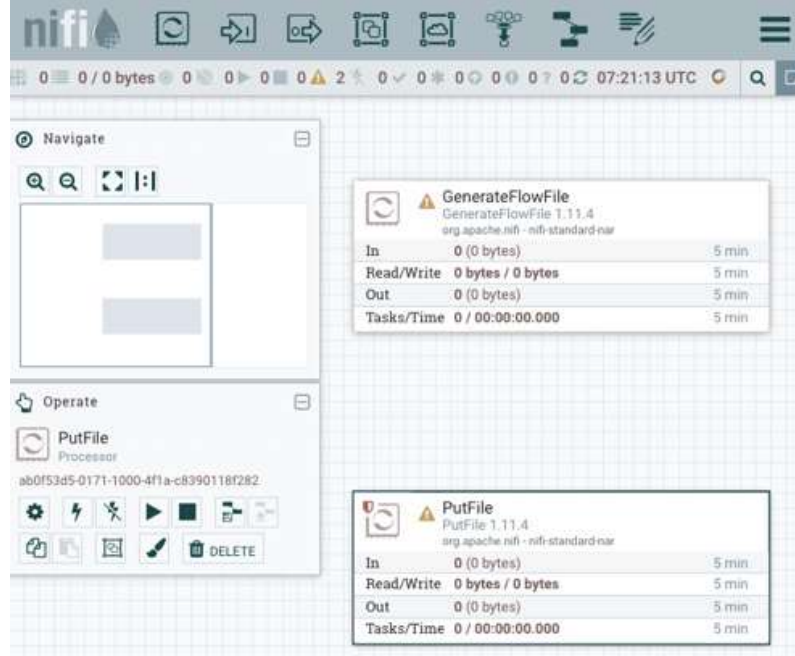 nifi
0 0 / 0 bytes 0 0 0 0 2 0 0 0 0 0 ? 0 07:21:13 UTC
Navigate
GenerateFlowFile
GenerateFlowFile 1.11.4
org.apache.nifi - nifi-standard-nar
In 0 (0 bytes) 5 min
Read/Write 0 bytes / 0 bytes 5 min
Out 0 (0 bytes) 5 min
Tasks/Time 0 / 00:00:00.000 5 min
Operate
PutFile
Processor
ab0f53d5-0171-1000-4f1a-c8390118f282
DELETE
PutFile
PutFile 1.11.4
org.apache.nifi - nifi-standard-nar
In 0 (0 bytes) 5 min
Read/Write 0 bytes / 0 bytes 5 min
Out 0 (0 bytes) 5 min
Tasks/Time 0 / 00:00:00.000 5 min